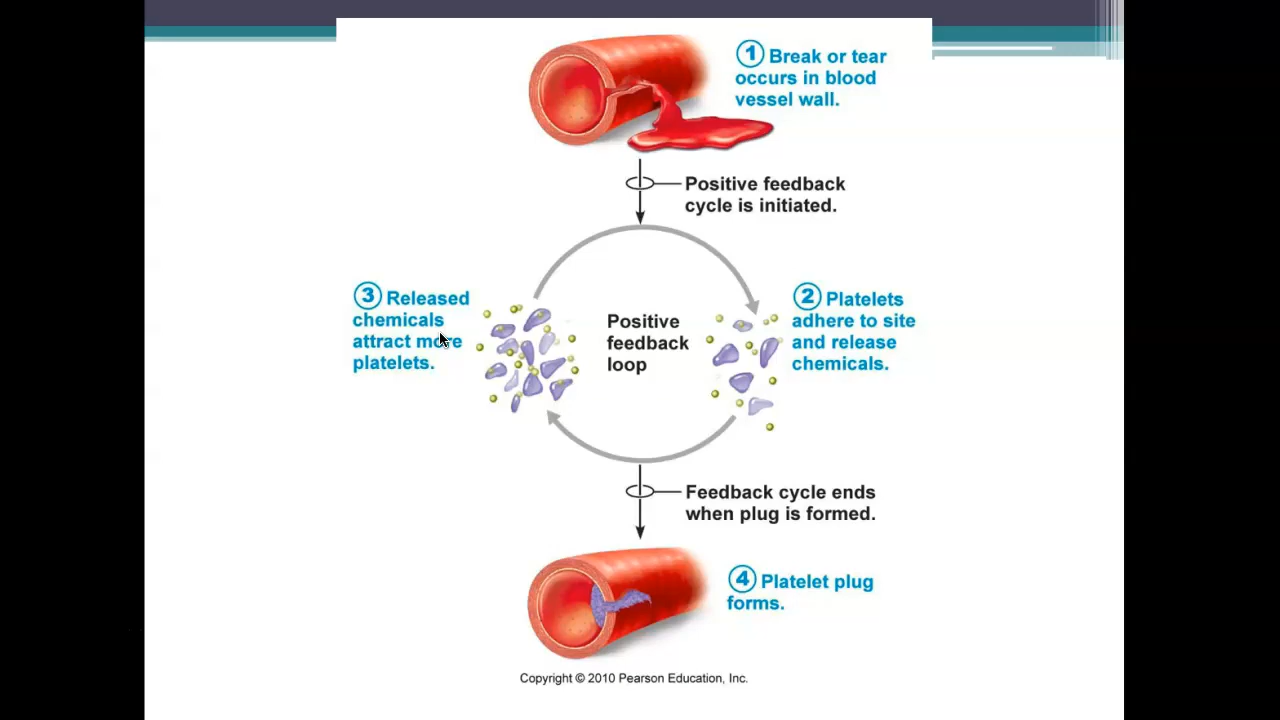 ① Break or tear
occurs in blood
vessel wall.
Positive feedback
cycle is initiated.
③ Released
chemicals
attract more
platelets.
Positive
feedback
loop
② Platelets
adhere to site
and release
chemicals.
Feedback cycle ends
when plug is formed.
④ Platelet plug
forms.
Copyright © 2010 Pearson Education, Inc.